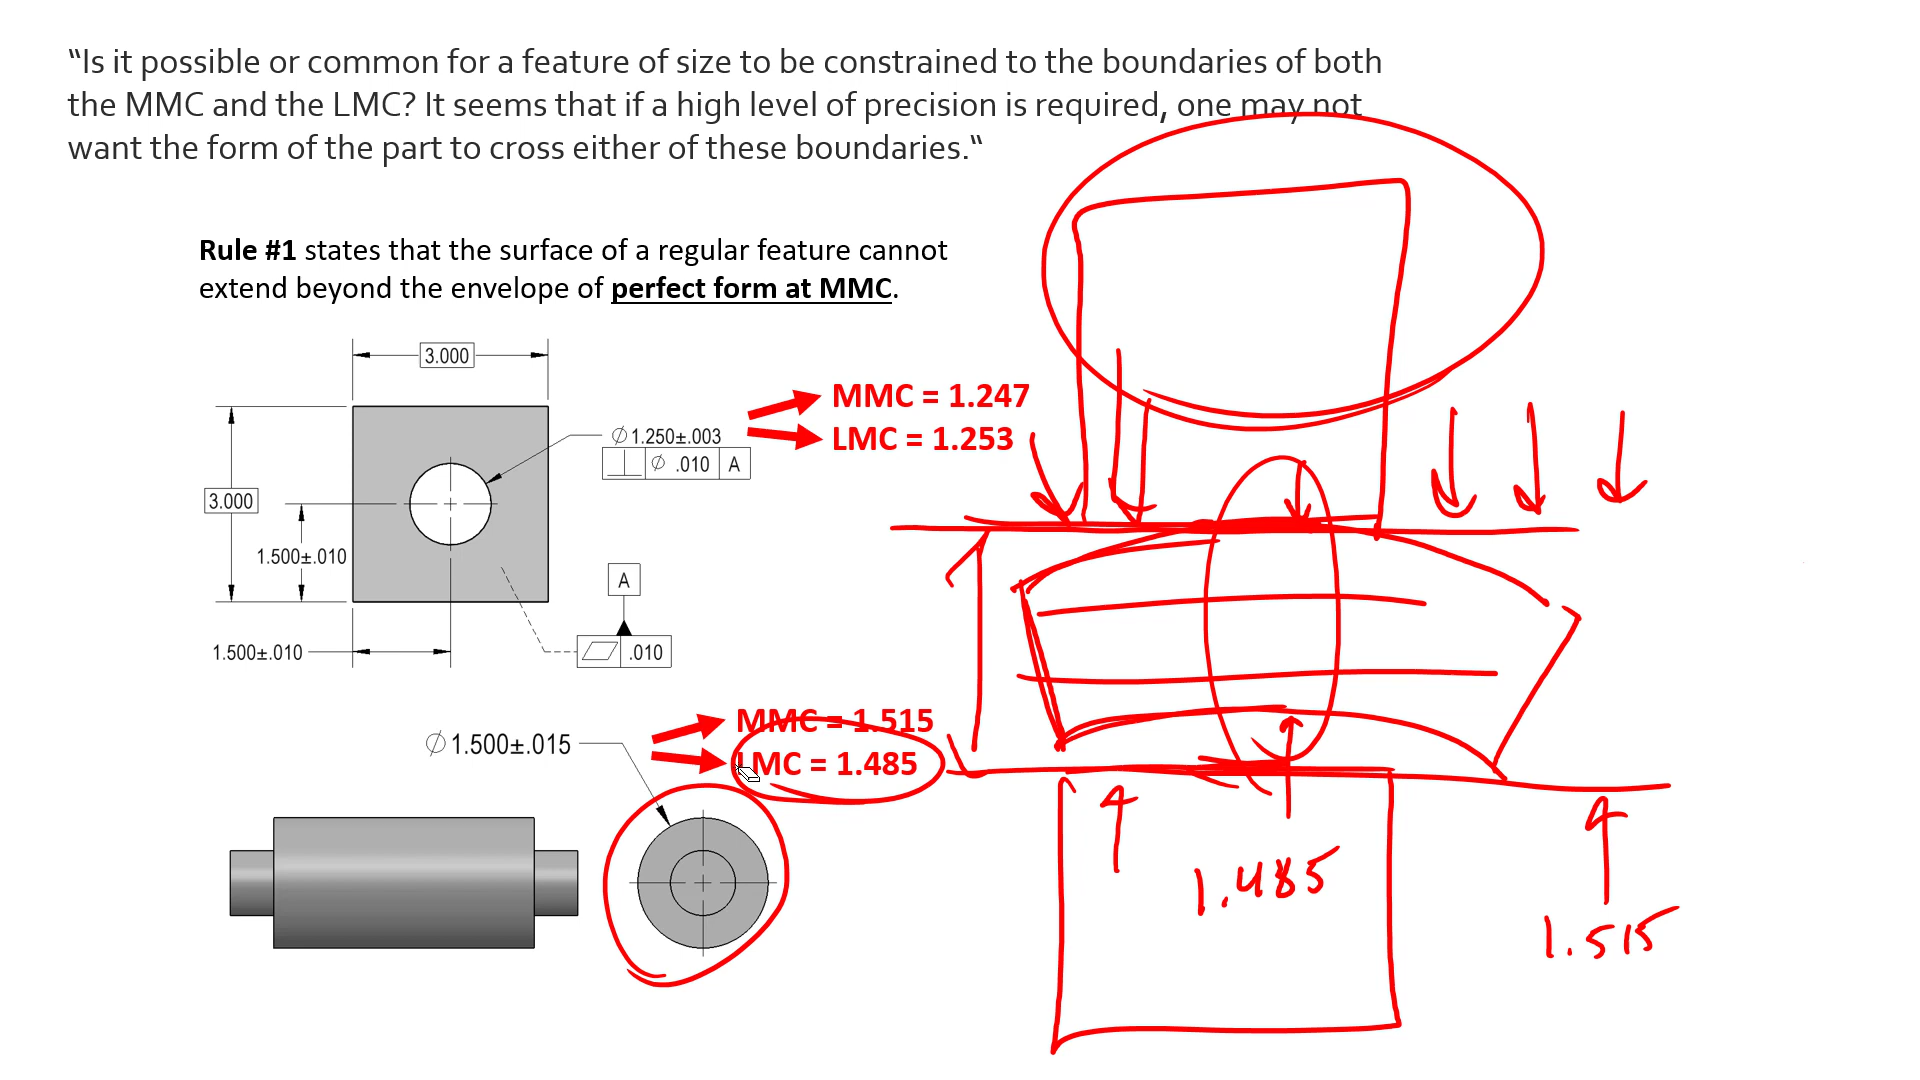 “Is it possible or common for a feature of size to be constrained to the boundaries of both
the MMC and the LMC? It seems that if a high level of precision is required, one may not
want the form of the part to cross either of these boundaries.“
Rule #1 states that the surface of a regular feature cannot
extend beyond the envelope of perfect form at MMC.
3.000
MMC = 1.247
LMC = 1.253
∅1.250±.003
⟂ ∅ .010 A
3.000
1.500±.010
A
1.500±.010
⏥ .010
MMC = 1.515
LMC = 1.485
∅1.500±.015
1.485
1.515